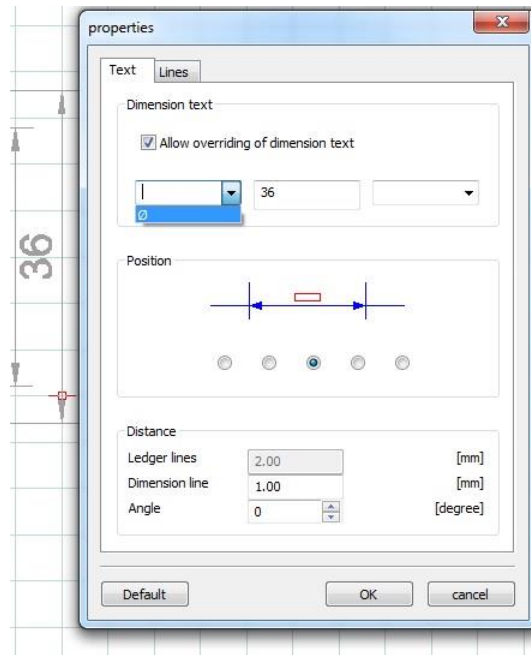 properties
Text Lines
Dimension text
Allow overriding of dimension text
36
Ø
36
Position
Distance
Ledger lines 2.00 [mm]
Dimension line 1.00 [mm]
Angle 0 [degree]
Default OK cancel